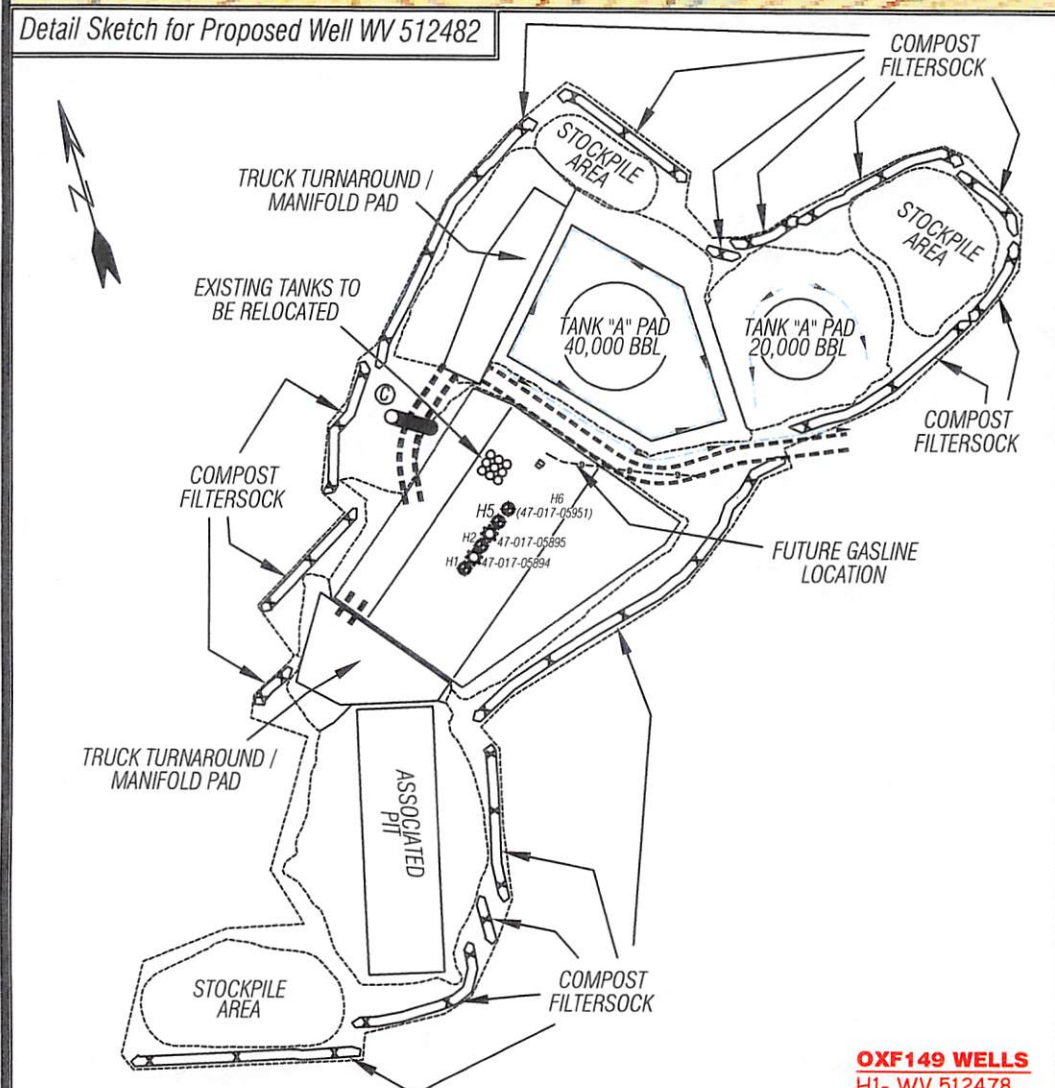 Detail Sketch for Proposed Well WV 512482
COMPOST
FILTERSOCK
N
STOCKPILE
AREA
TRUCK TURNAROUND /
MANIFOLD PAD
STOCKPILE
AREA
EXISTING TANKS TO
BE RELOCATED
TANK "A" PAD
40,000 BBL
TANK "A" PAD
20,000 BBL
C
COMPOST
FILTERSOCK
COMPOST
FILTERSOCK
H6
H5
(47-017-05951)
H2
47-017-05895
H1
47-017-05894
FUTURE GASLINE
LOCATION
TRUCK TURNAROUND /
MANIFOLD PAD
ASSOCIATED
PIT
STOCKPILE
AREA
COMPOST
FILTERSOCK
OXF149 WELLS
H1- WV 512478